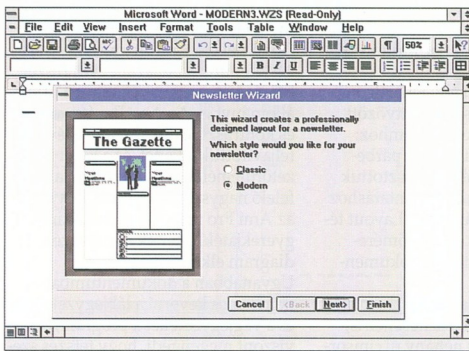 Microsoft Word - MODERN3.WZS (Read-Only)
File Edit View Insert Format Tools Table Window Help
50%
B I U
Newsletter Wizard
The Gazette
This wizard creates a professionally
designed layout for a newsletter.
Which style would you like for your
newsletter?
Classic
Modern
Cancel <Back Next> Finish